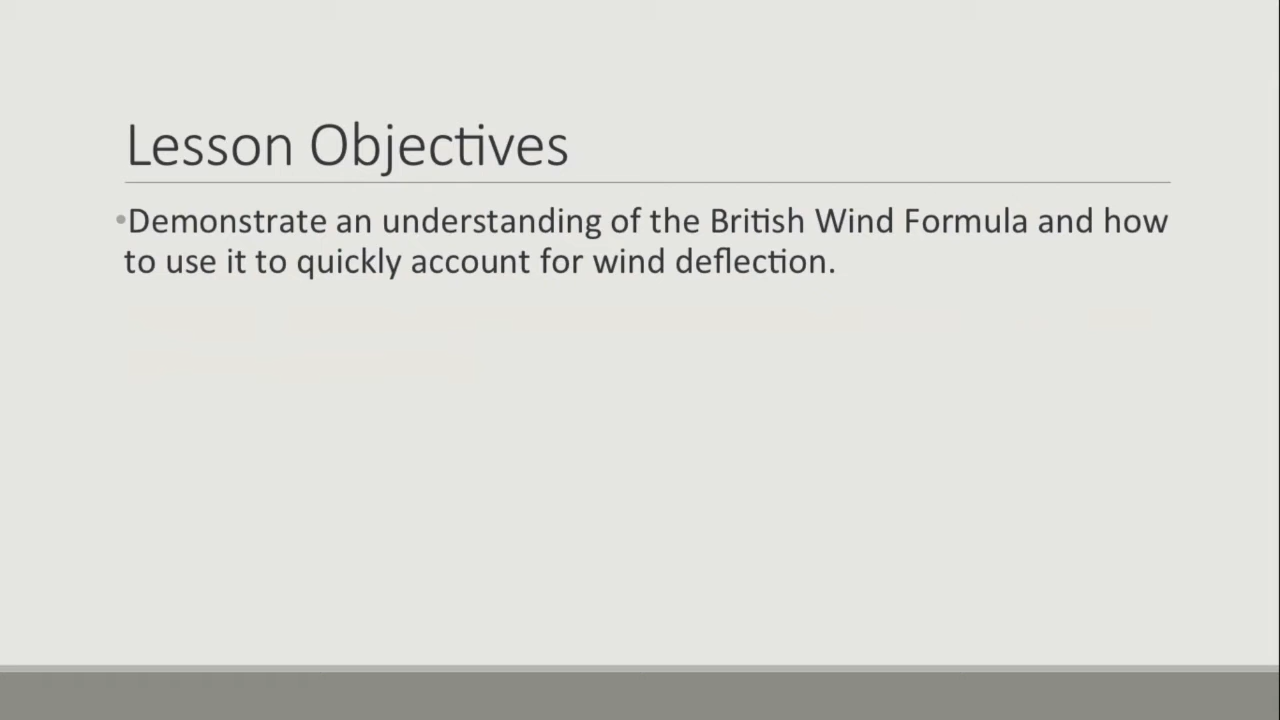 Lesson Objectives
•Demonstrate an understanding of the British Wind Formula and how
to use it to quickly account for wind deflection.